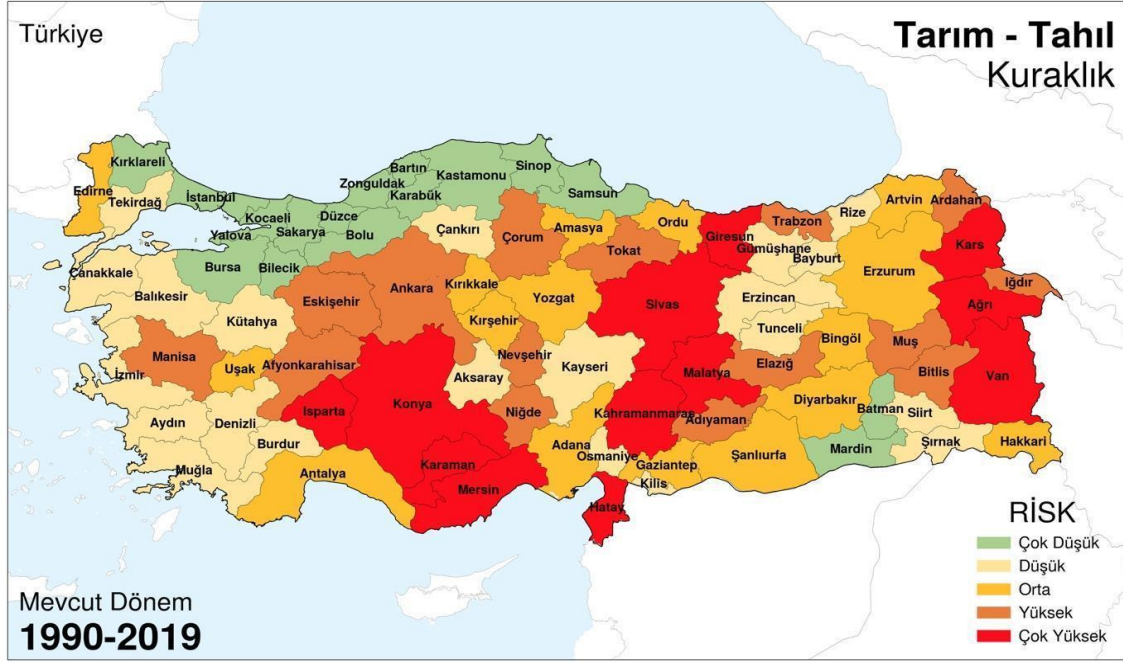 Türkiye
Tarım - Tahıl
Kuraklık
Kırklareli
Edirne
Tekirdağ
İstanbul
Kocaeli
Yalova
Sakarya
Düzce
Bolu
Zonguldak
Bartın
Karabük
Kastamonu
Sinop
Samsun
Çankırı
Çorum
Amasya
Ordu
Tokat
Giresun
Trabzon
Gümüşhane
Bayburt
Rize
Artvin
Ardahan
Kars
Iğdır
Ağrı
Erzurum
Çanakkale
Balıkesir
Bursa
Bilecik
Kütahya
Eskişehir
Ankara
Kırıkkale
Kırşehir
Yozgat
Sivas
Erzincan
Tunceli
Bingöl
Muş
Bitlis
Van
Manisa
İzmir
Uşak
Afyonkarahisar
Isparta
Konya
Aksaray
Nevşehir
Niğde
Kayseri
Malatya
Elazığ
Kahramanmaraş
Adıyaman
Diyarbakır
Batman
Siirt
Mardin
Şırnak
Hakkari
Aydın
Denizli
Burdur
Muğla
Antalya
Karaman
Mersin
Adana
Osmaniye
Gaziantep
Kilis
Şanlıurfa
Hatay
RİSK
Çok Düşük
Düşük
Orta
Yüksek
Çok Yüksek
Mevcut Dönem
1990-2019